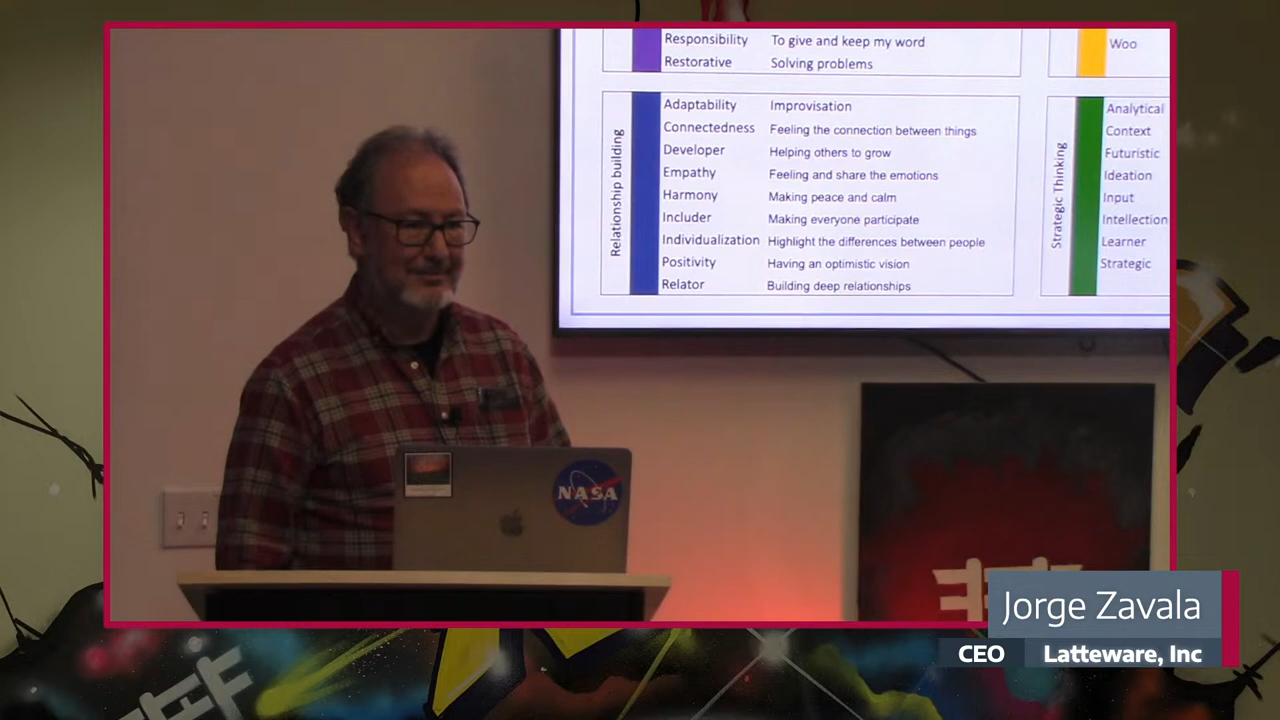 Responsibility To give and keep my word
Restorative Solving problems
Woo
Relationship building
Adaptability Improvisation
Connectedness Feeling the connection between things
Developer Helping others to grow
Empathy Feeling and share the emotions
Harmony Making peace and calm
Includer Making everyone participate
Individualization Highlight the differences between people
Positivity Having an optimistic vision
Relator Building deep relationships
Strategic Thinking
Analytical
Context
Futuristic
Ideation
Input
Intellection
Learner
Strategic
NASA
Jorge Zavala
CEO Latteware, Inc